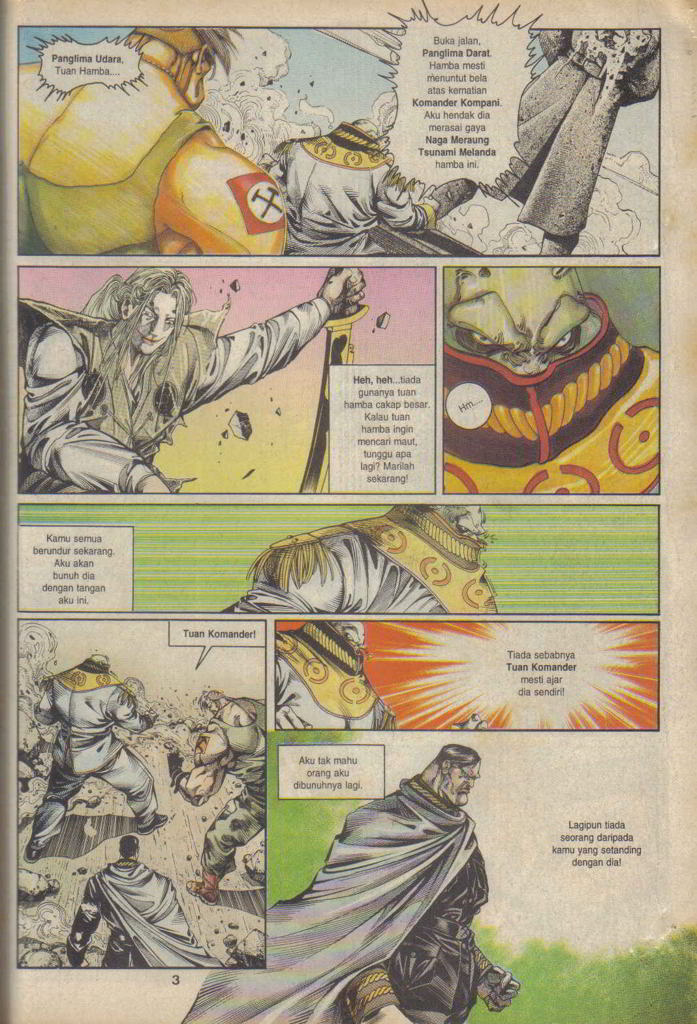 Panglima Udara,
Tuan Hamba....
Buka jalan,
Panglima Darat.
Hamba mesti
menuntut bela
atas kematian
Komander Kompani.
Aku hendak dia
merasai gaya
Naga Meraung
Tsunami Melanda
hamba ini.
Heh, heh...tiada
gunanya tuan
hamba cakap besar.
Kalau tuan
hamba ingin
mencari maut,
tunggu apa
lagi? Marilah
sekarang!
Hm....
Kamu semua
berundur sekarang.
Aku akan
bunuh dia
dengan tangan
aku ini.
Tuan Komander!
Tiada sebabnya
Tuan Komander
mesti ajar
dia sendiri!
Aku tak mahu
orang aku
dibunuhnya lagi.
Lagipun tiada
seorang daripada
kamu yang setanding
dengan dia!
3